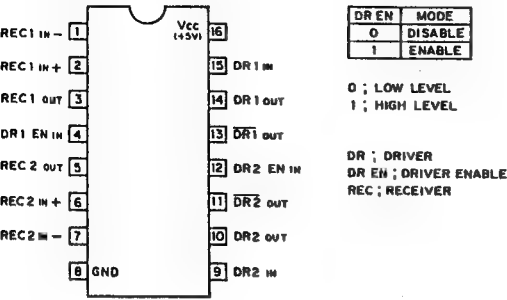 REC1 IN- 1
REC1 IN+ 2
REC1 OUT 3
DR1 EN IN 4
REC2 OUT 5
REC2 IN+ 6
REC2 IN- 7
8 GND
Vcc (+5V) 16
15 DR1 IN
14 DR1 OUT
13 D̅R̅1̅ OUT
12 DR2 EN IN
11 D̅R̅2̅ OUT
10 DR2 OUT
9 DR2 IN
DR EN MODE
0 DISABLE
1 ENABLE
0 ; LOW LEVEL
1 ; HIGH LEVEL
DR ; DRIVER
DR EN ; DRIVER ENABLE
REC ; RECEIVER